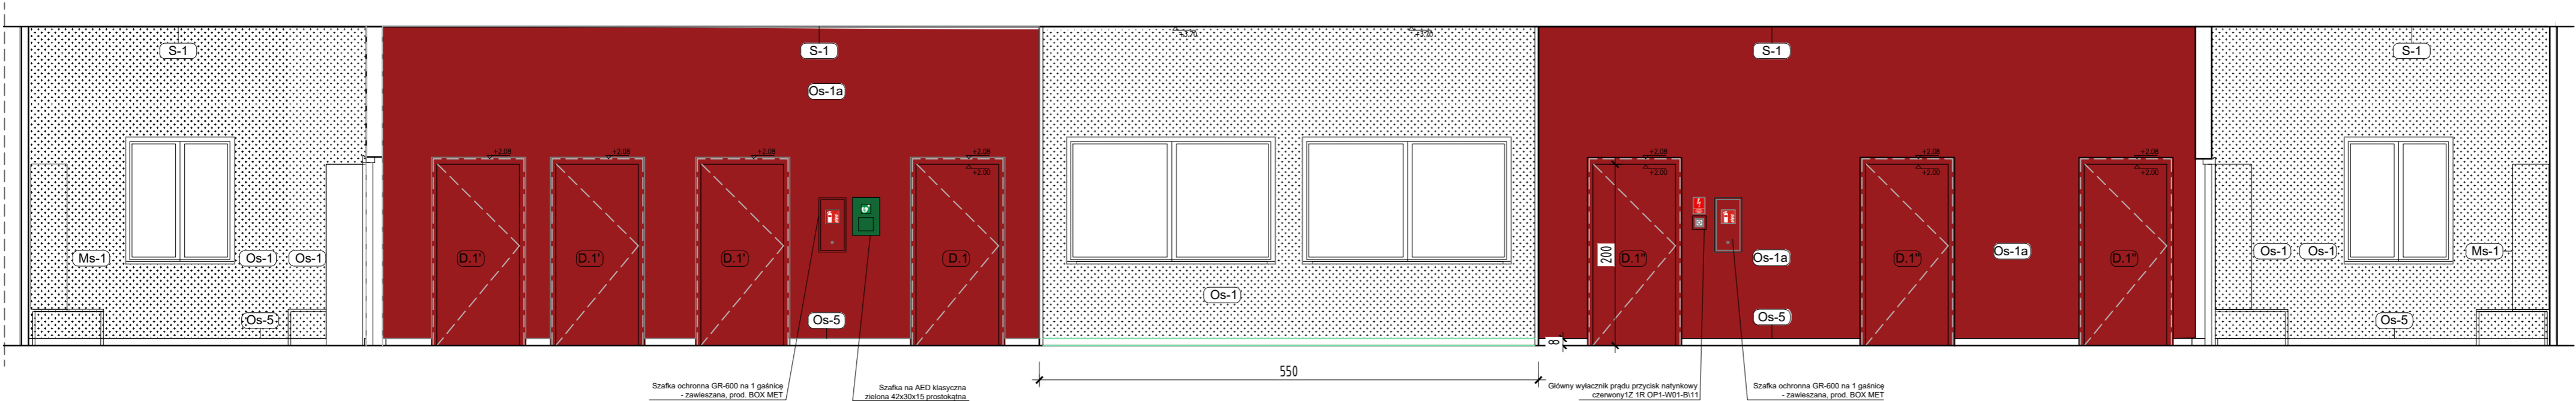 S-1
S-1
+3.70
+3.70
S-1
S-1
Os-1a
+2.08
+2.08
+2.08
+2.08
+2.00
+2.08
+2.00
+2.08
+2.00
+2.08
+2.00
Ms-1
Os-1
Os-1
D.1'
D.1'
D.1'
D.1
200
D.1"
Os-1a
D.1"
Os-1a
D.1"
Os-1
Os-1
Ms-1
Os-1
Os-5
Os-5
Os-5
Os-5
8
550
Szafka ochronna GR-600 na 1 gaśnicę
- zawieszana, prod. BOX MET
Szafka na AED klasyczna
zielona 42x30x15 prostokątna
Główny wyłacznik prądu przycisk natynkowy
czerwony1Z 1R OP1-W01-B\11
Szafka ochronna GR-600 na 1 gaśnicę
- zawieszana, prod. BOX MET